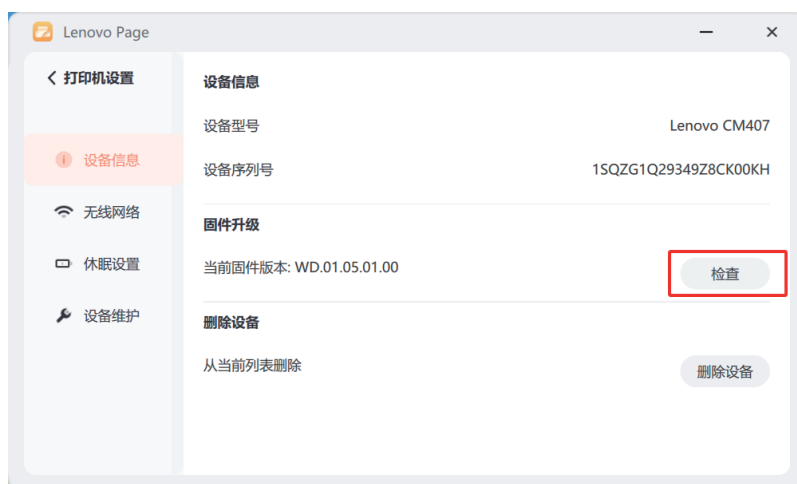 Lenovo Page
打印机设置
设备信息
无线网络
休眠设置
设备维护
设备信息
设备型号 Lenovo CM407
设备序列号 1SQZG1Q29349Z8CK00KH
固件升级
当前固件版本: WD.01.05.01.00 检查
删除设备
从当前列表删除 删除设备